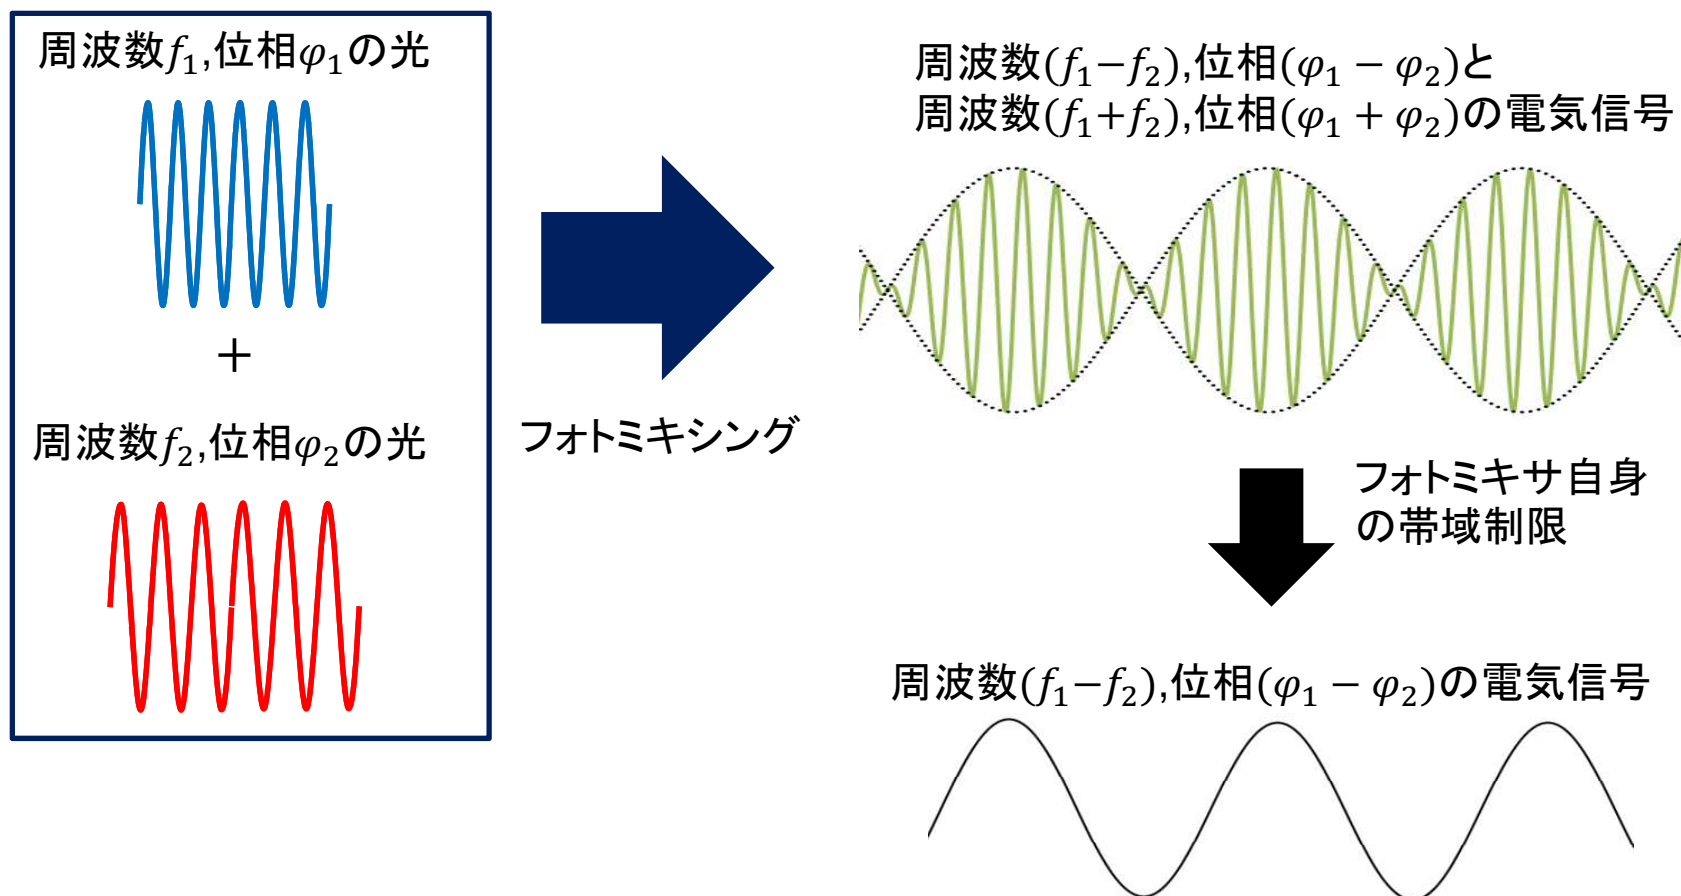 周波数f₁,位相φ₁の光
+
周波数f₂,位相φ₂の光
フォトミキシング
周波数(f₁−f₂),位相(φ₁ − φ₂)と
周波数(f₁+f₂),位相(φ₁ + φ₂)の電気信号
フォトミキサ自身
の帯域制限
周波数(f₁−f₂),位相(φ₁ − φ₂)の電気信号